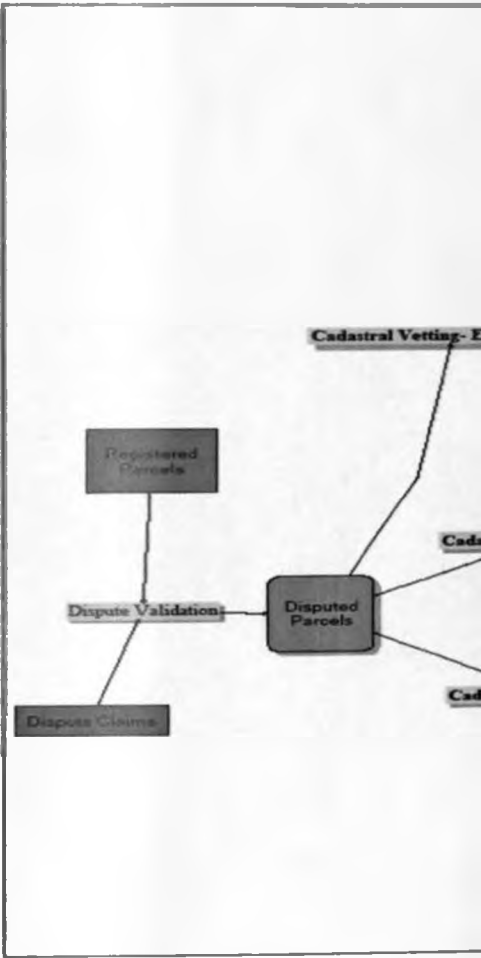 Cadastral Vetting- E
Registered
Parcels
Cada
Dispute Validation
Disputed
Parcels
Cad
Dispute Claims